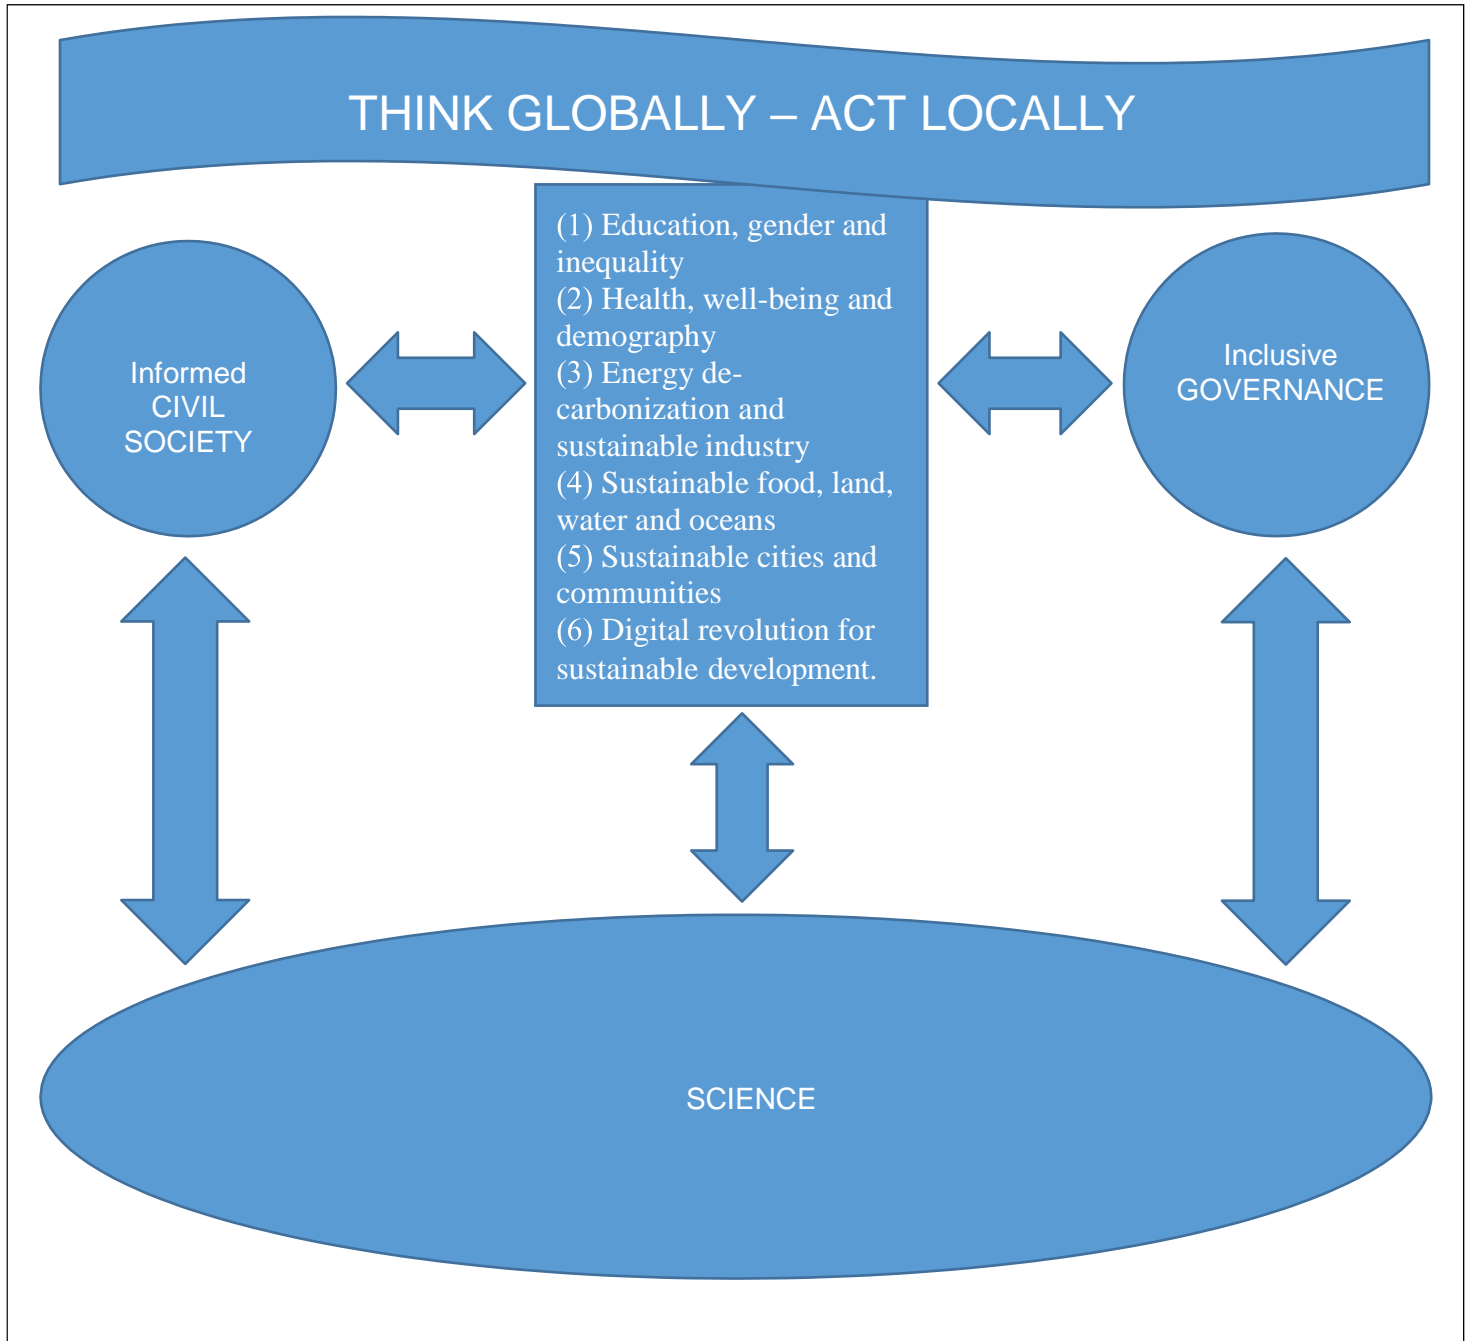 THINK GLOBALLY – ACT LOCALLY
(1) Education, gender and
inequality
(2) Health, well-being and
demography
(3) Energy de-
carbonization and
sustainable industry
(4) Sustainable food, land,
water and oceans
(5) Sustainable cities and
communities
(6) Digital revolution for
sustainable development.
Informed
CIVIL
SOCIETY
Inclusive
GOVERNANCE
SCIENCE